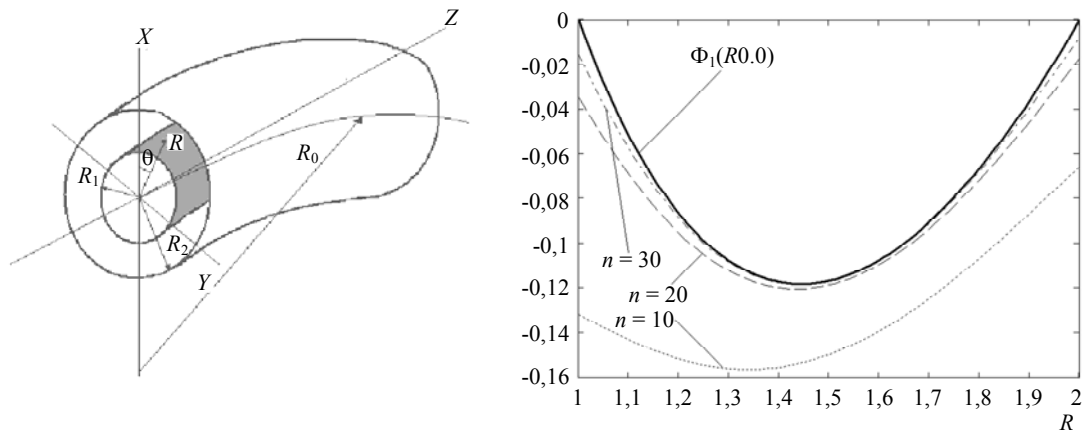 X
Z
θ
R
R₁
R₀
R₂
Y
0
-0,02
-0,04
-0,06
-0,08
-0,1
-0,12
-0,14
-0,16
Φ₁(R0.0)
n = 30
n = 20
n = 10
1 1,1 1,2 1,3 1,4 1,5 1,6 1,7 1,8 1,9 2
R